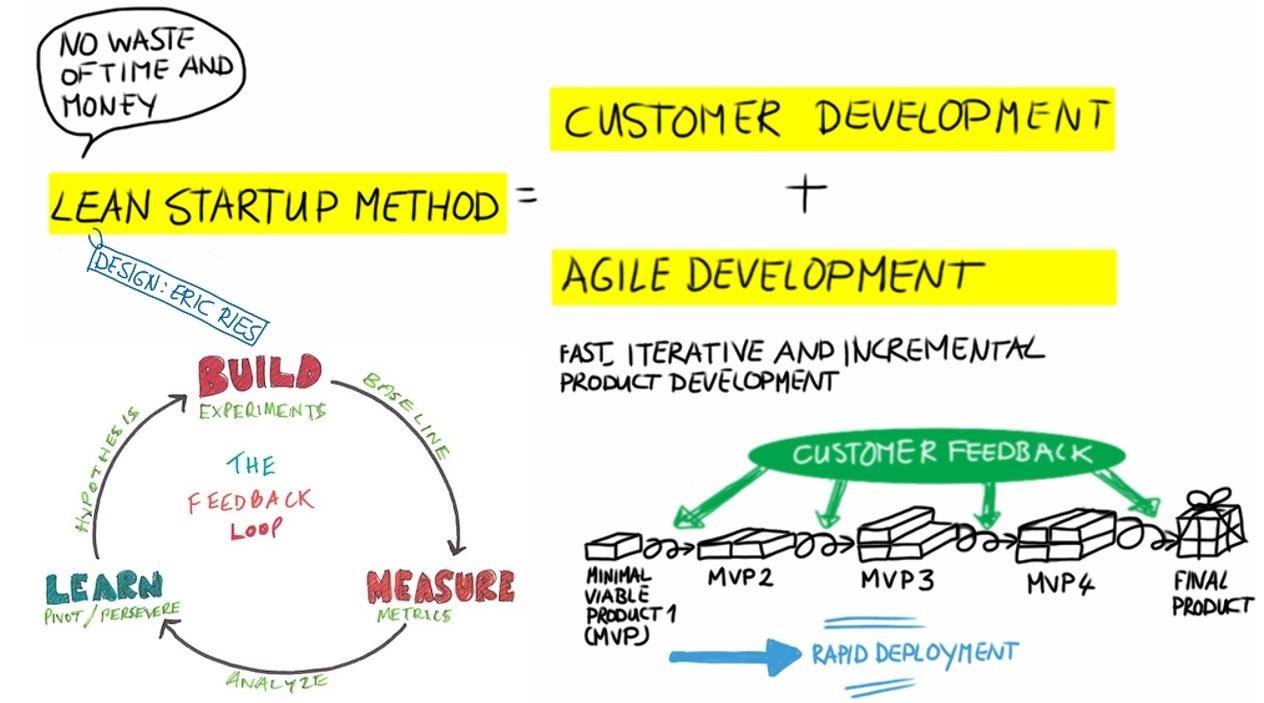 NO WASTE
OF TIME AND
MONEY
LEAN STARTUP METHOD =
CUSTOMER DEVELOPMENT
+
AGILE DEVELOPMENT
DESIGN: ERIC RIES
FAST, ITERATIVE AND INCREMENTAL
PRODUCT DEVELOPMENT
BUILD
EXPERIMENTS
BASELINE
HYPOTHESIS
THE
FEEDBACK
LOOP
LEARN
PIVOT/PERSEVERE
MEASURE
METRICS
ANALYZE
CUSTOMER FEEDBACK
MINIMAL
VIABLE
PRODUCT 1
(MVP)
MVP 2
MVP 3
MVP 4
FINAL
PRODUCT
RAPID DEPLOYMENT